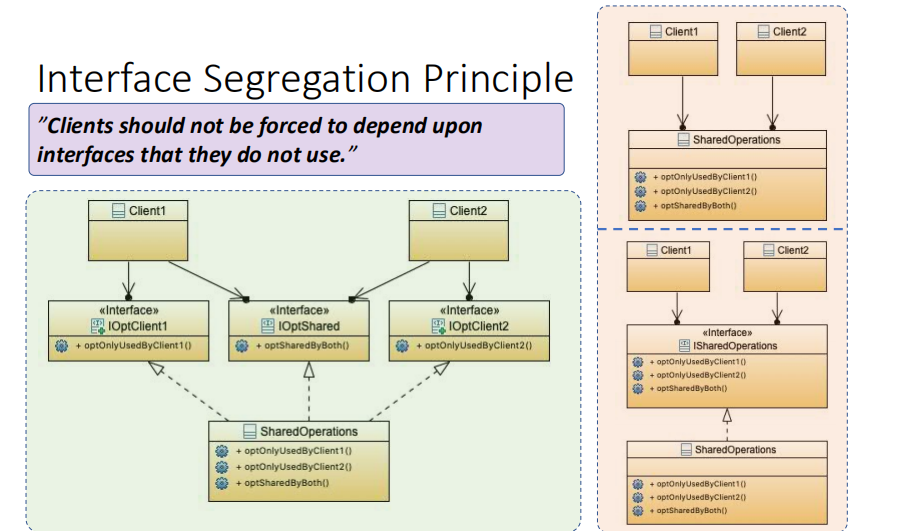 Interface Segregation Principle
”Clients should not be forced to depend upon
interfaces that they do not use.”
Client1
Client2
«Interface»
IOptClient1
+ optOnlyUsedByClient1()
«Interface»
IOptShared
+ optSharedByBoth()
«Interface»
IOptClient2
+ optOnlyUsedByClient2()
SharedOperations
+ optOnlyUsedByClient1()
+ optOnlyUsedByClient2()
+ optSharedByBoth()
Client1
Client2
SharedOperations
+ optOnlyUsedByClient1()
+ optOnlyUsedByClient2()
+ optSharedByBoth()
Client1
Client2
«Interface»
ISharedOperations
+ optOnlyUsedByClient1()
+ optOnlyUsedByClient2()
+ optSharedByBoth()
SharedOperations
+ optOnlyUsedByClient1()
+ optOnlyUsedByClient2()
+ optSharedByBoth()